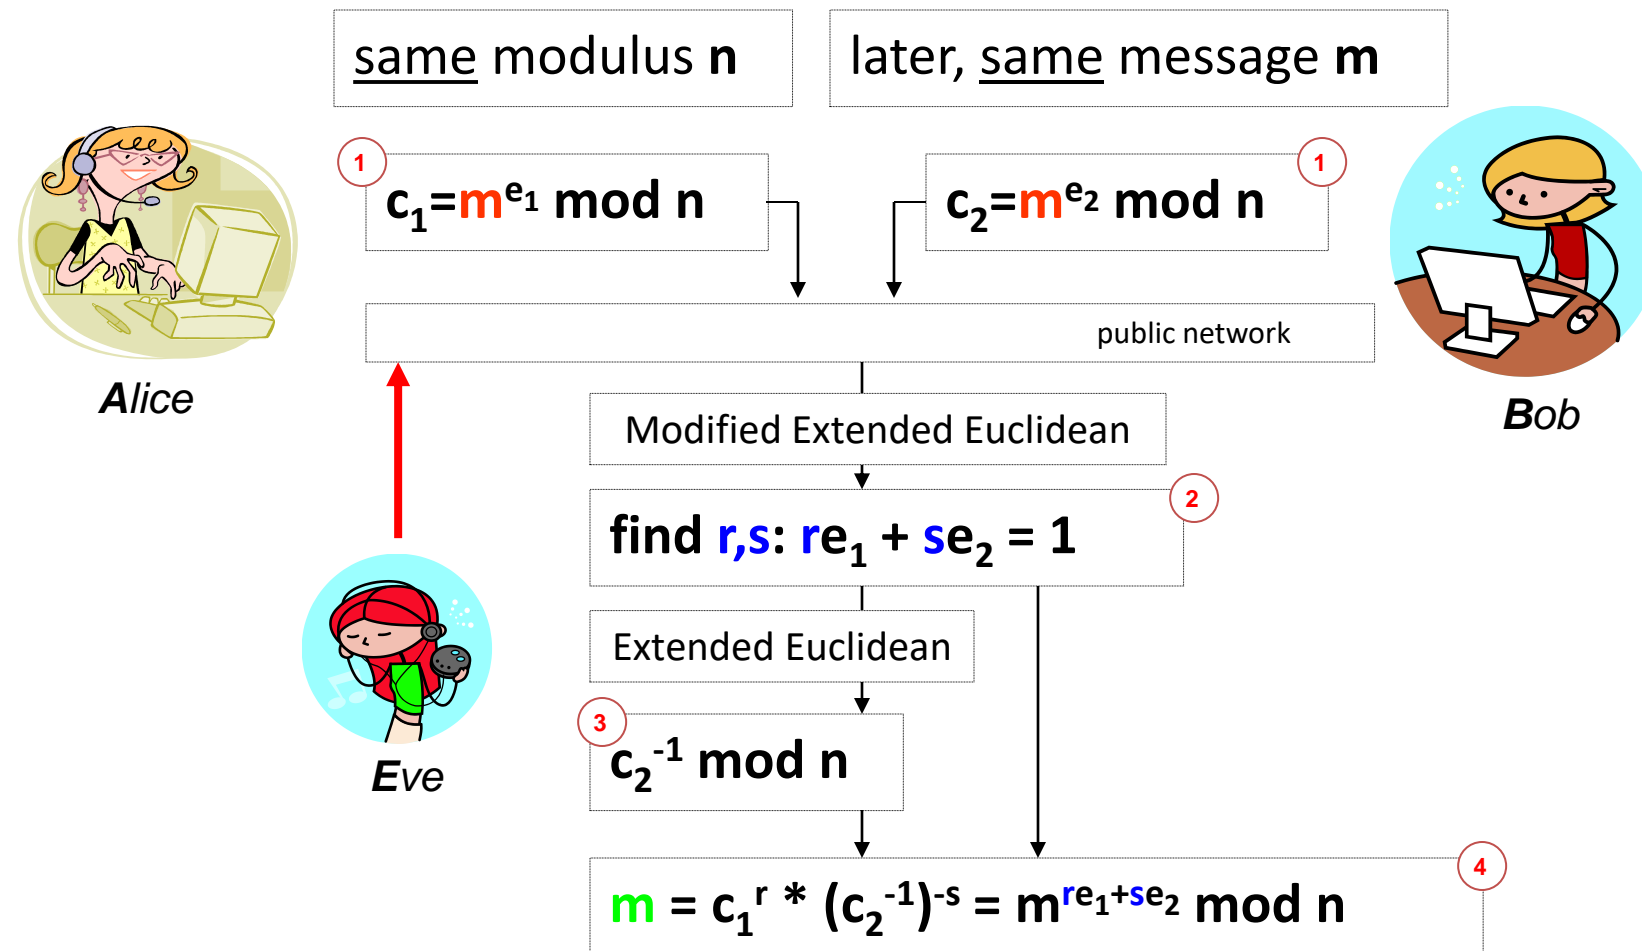 same modulus n
later, same message m
1
c₁=mᵉ¹ mod n
c₂=mᵉ² mod n
1
public network
Alice
Bob
Modified Extended Euclidean
2
find r,s: re₁ + se₂ = 1
Extended Euclidean
3
c₂⁻¹ mod n
Eve
4
m = c₁ʳ * (c₂⁻¹)⁻ˢ = m^(re₁+se₂) mod n